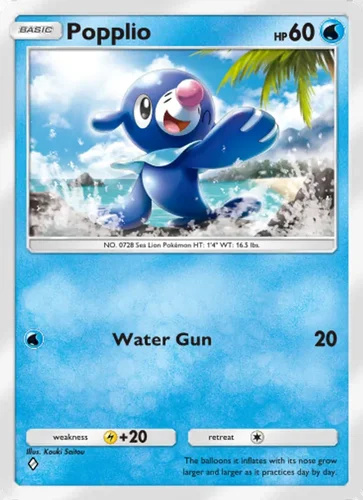 BASIC Popplio HP 60
NO. 0728 Sea Lion Pokémon HT: 1'4" WT: 16.5 lbs.
Water Gun 20
weakness +20 retreat
Illus. Kouki Saitou
The balloons it inflates with its nose grow
larger and larger as it practices day by day.